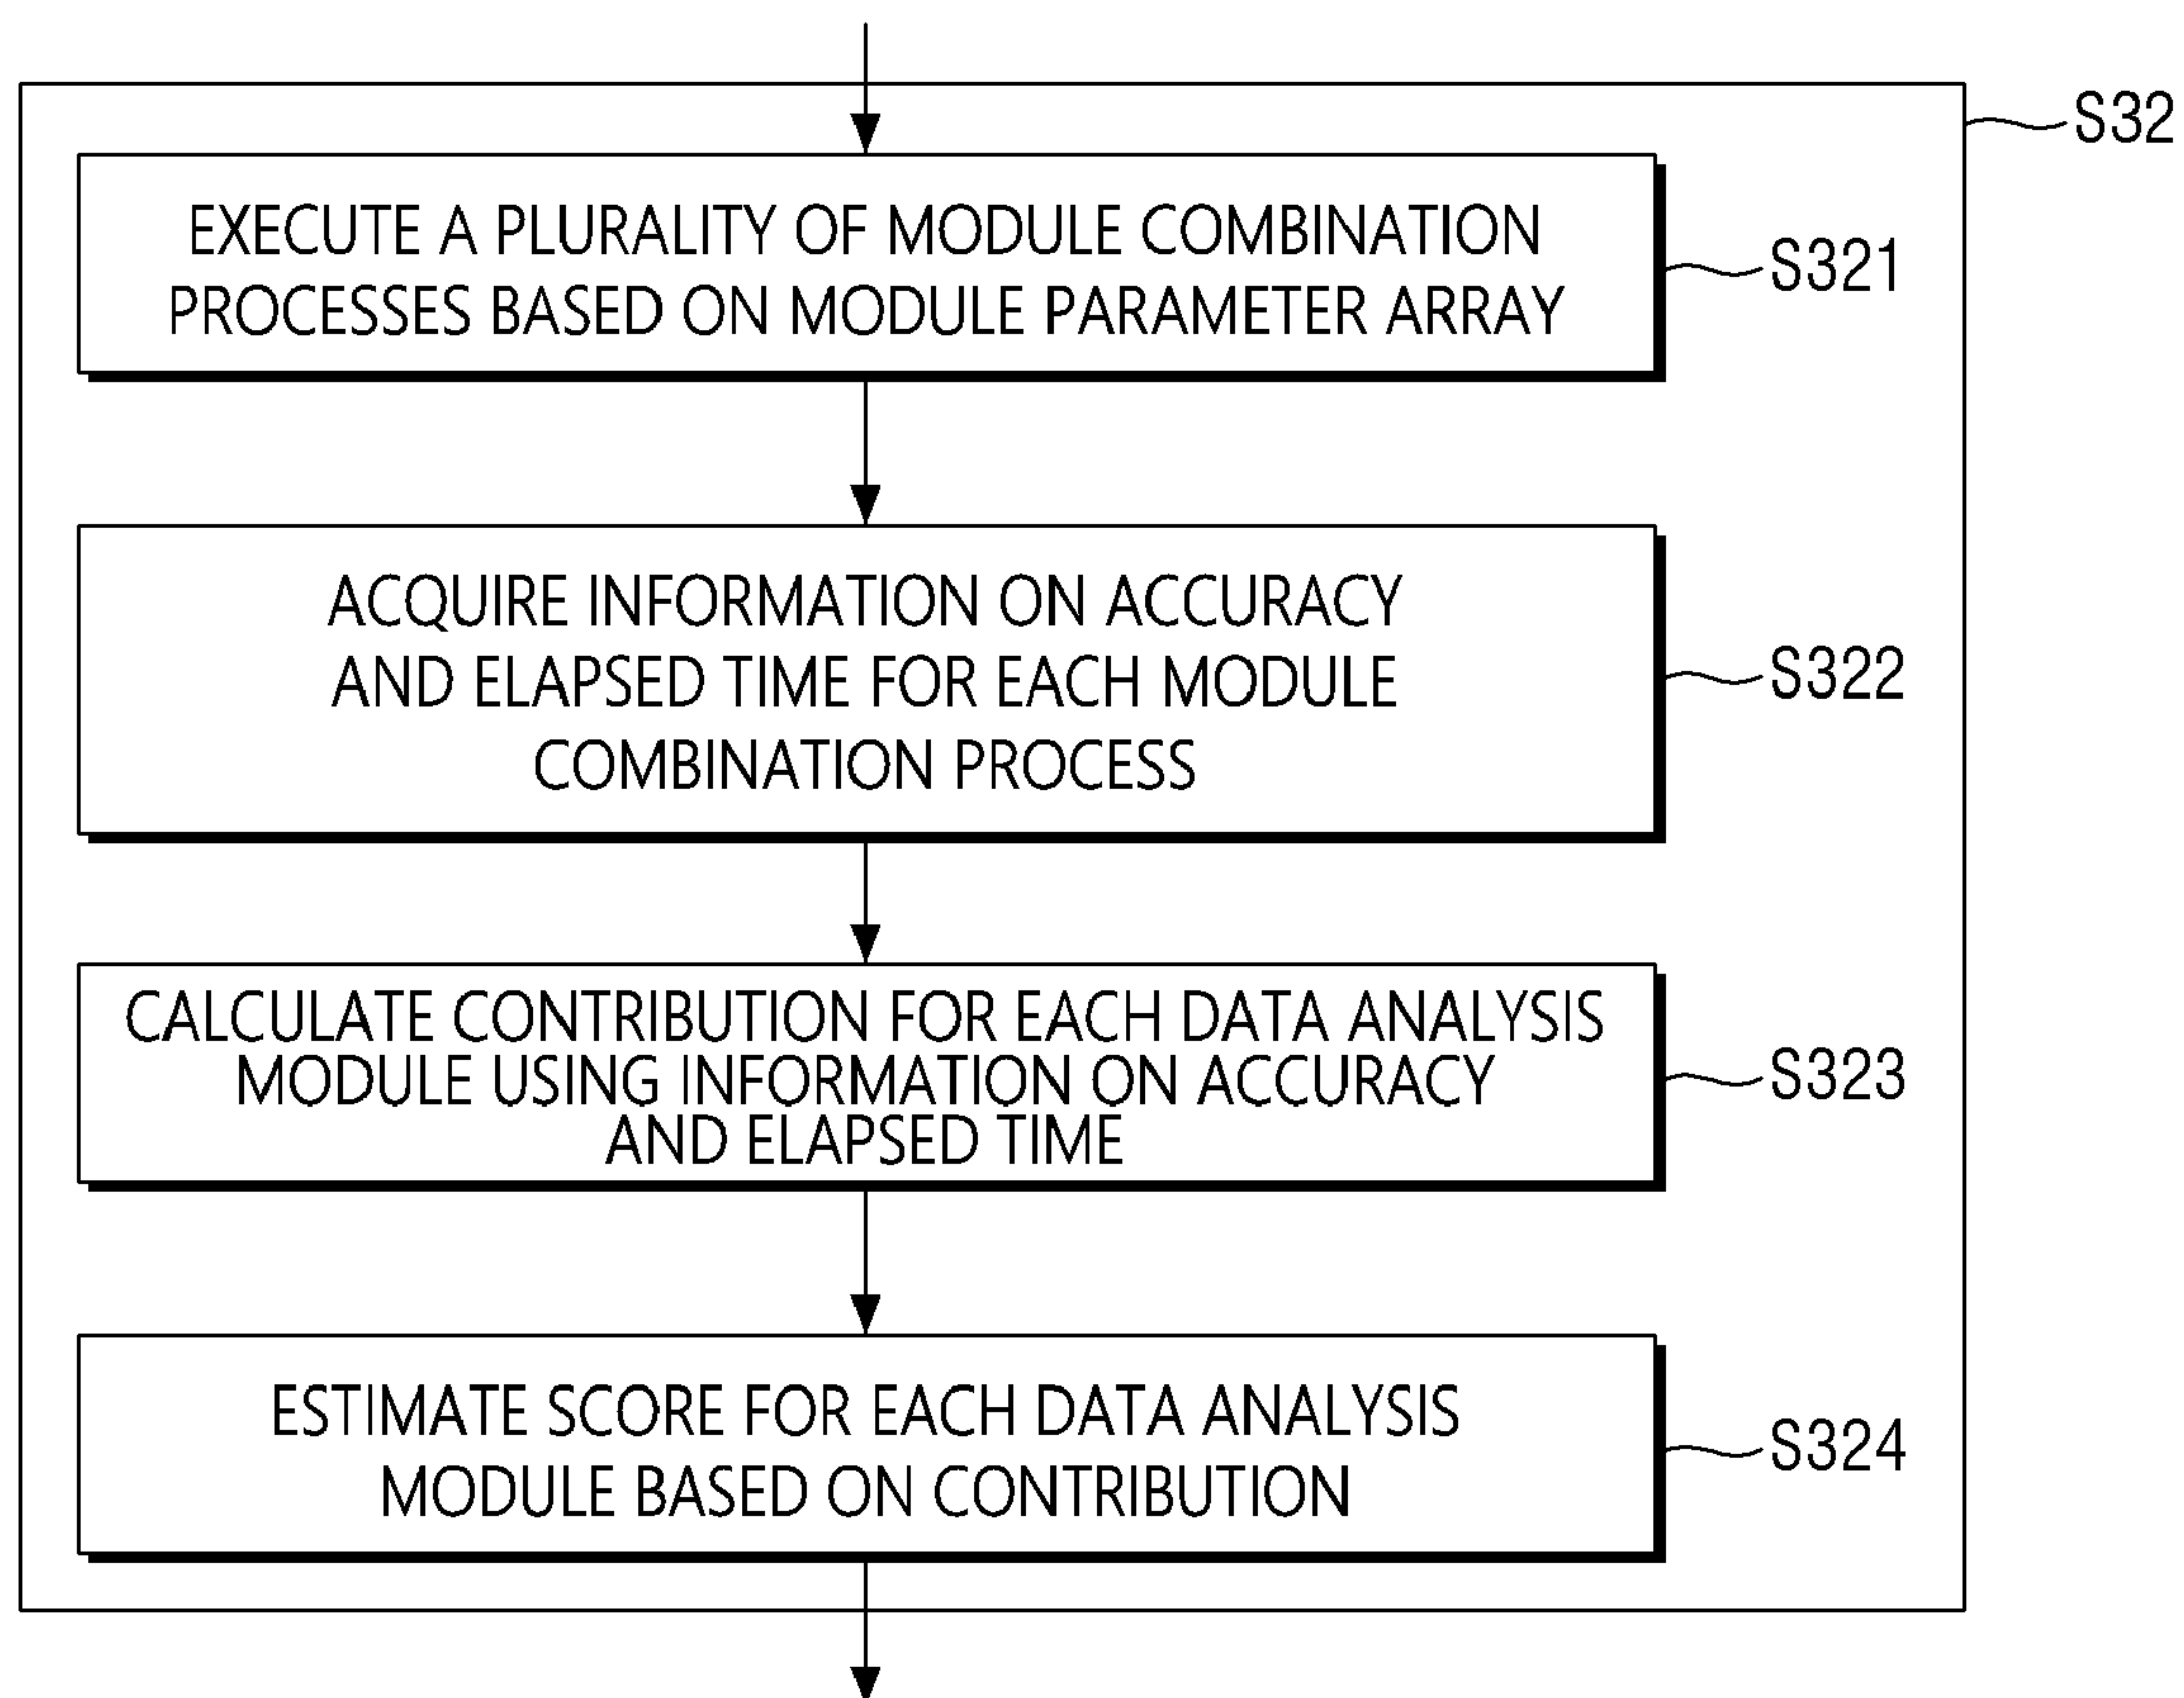 S32
EXECUTE A PLURALITY OF MODULE COMBINATION
PROCESSES BASED ON MODULE PARAMETER ARRAY
S321
ACQUIRE INFORMATION ON ACCURACY
AND ELAPSED TIME FOR EACH MODULE
COMBINATION PROCESS
S322
CALCULATE CONTRIBUTION FOR EACH DATA ANALYSIS
MODULE USING INFORMATION ON ACCURACY
AND ELAPSED TIME
S323
ESTIMATE SCORE FOR EACH DATA ANALYSIS
MODULE BASED ON CONTRIBUTION
S324